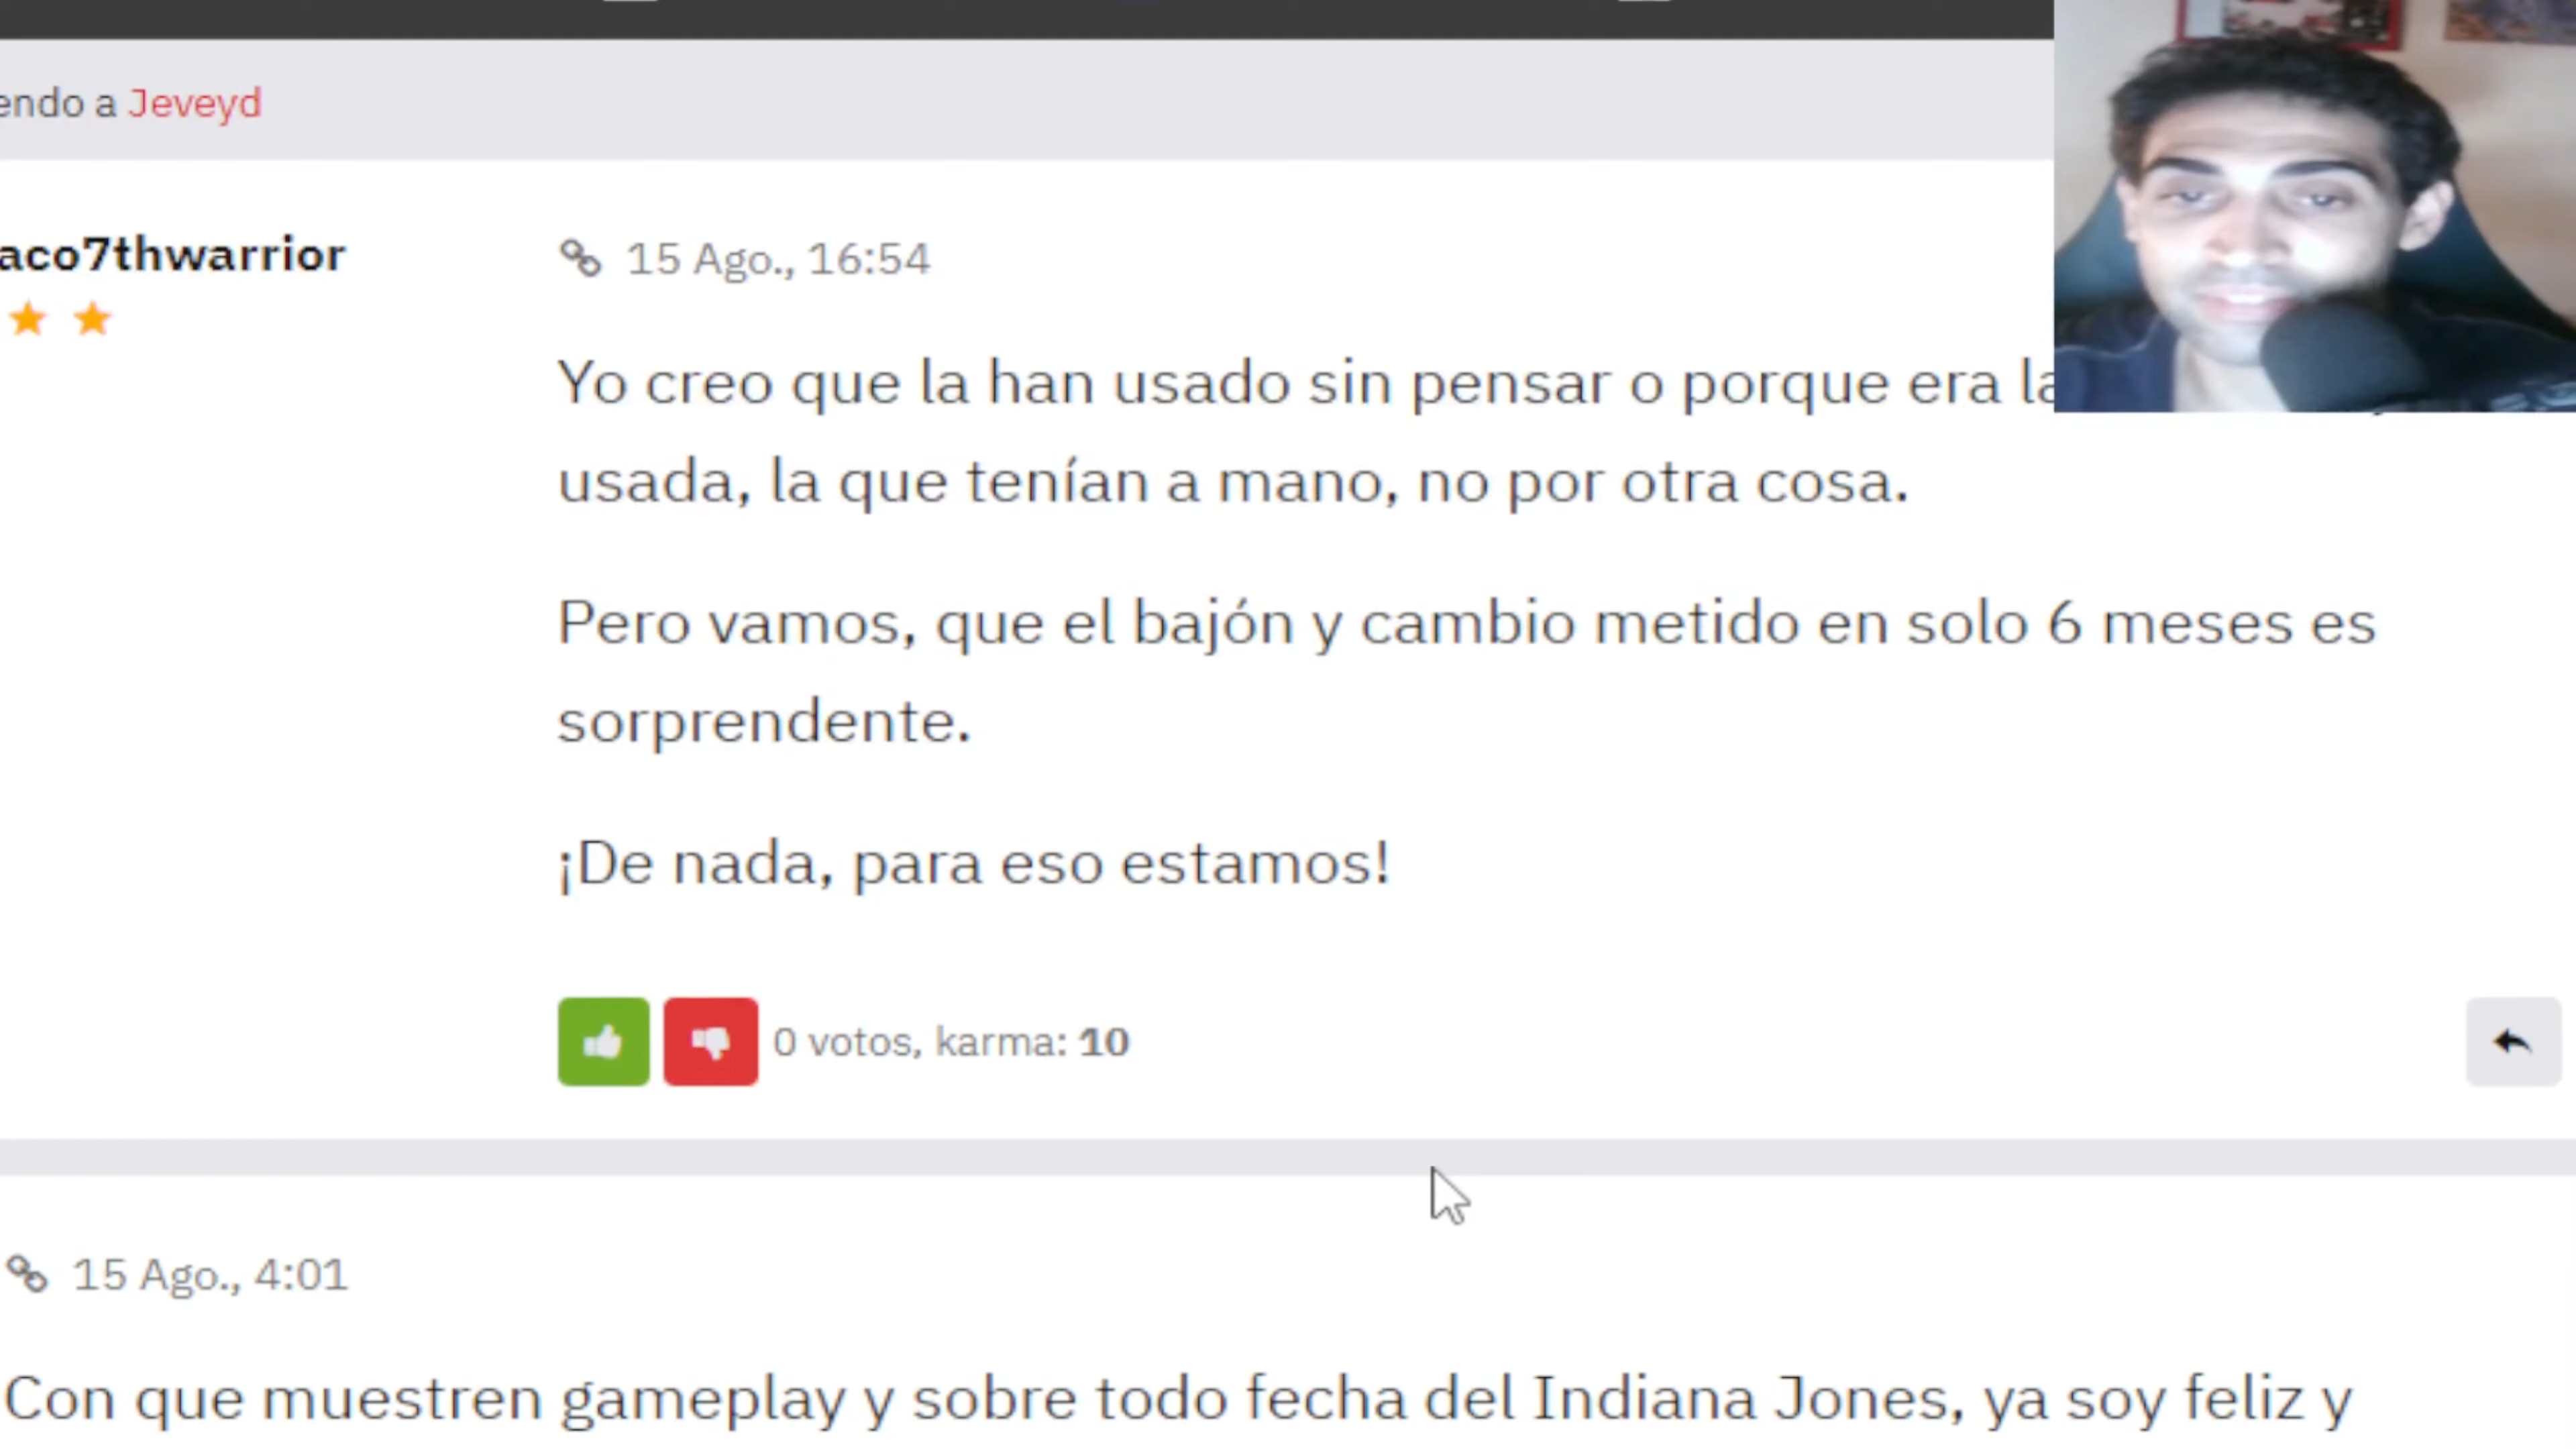 endo a Jeveyd
aco7thwarrior
15 Ago., 16:54
Yo creo que la han usado sin pensar o porque era
usada, la que tenían a mano, no por otra cosa.
Pero vamos, que el bajón y cambio metido en solo 6 meses es
sorprendente.
¡De nada, para eso estamos!
0 votos, karma: 10
15 Ago., 4:01
Con que muestren gameplay y sobre todo fecha del Indiana Jones, ya soy feliz y